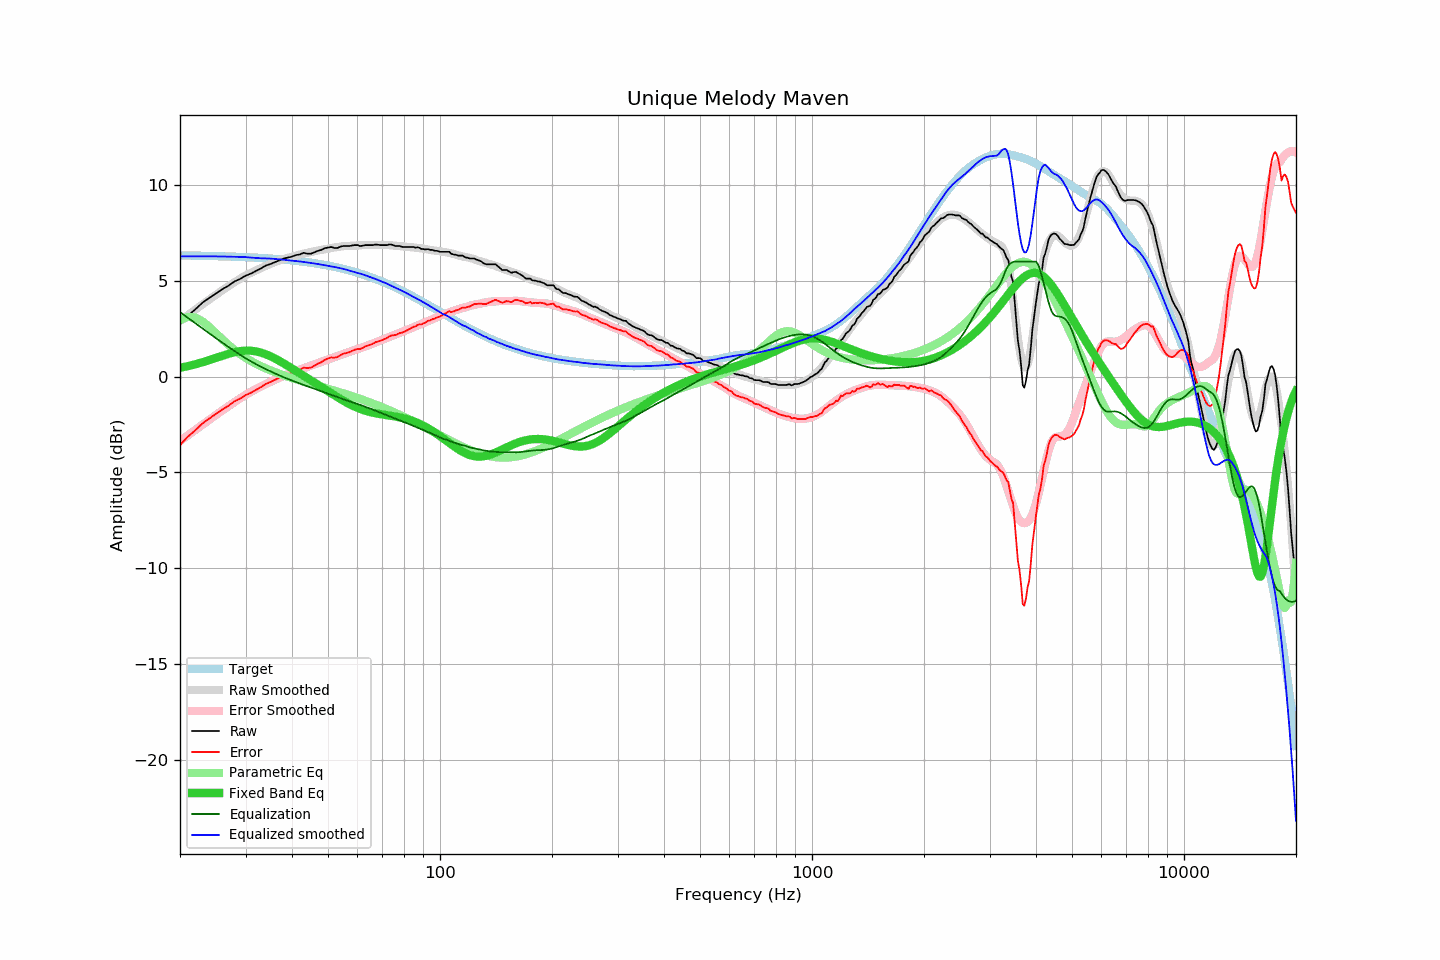 Unique Melody Maven
10
5
0
−5
−10
−15
−20
Amplitude (dBr)
Target
Raw Smoothed
Error Smoothed
Raw
Error
Parametric Eq
Fixed Band Eq
Equalization
Equalized smoothed
100
1000
10000
Frequency (Hz)